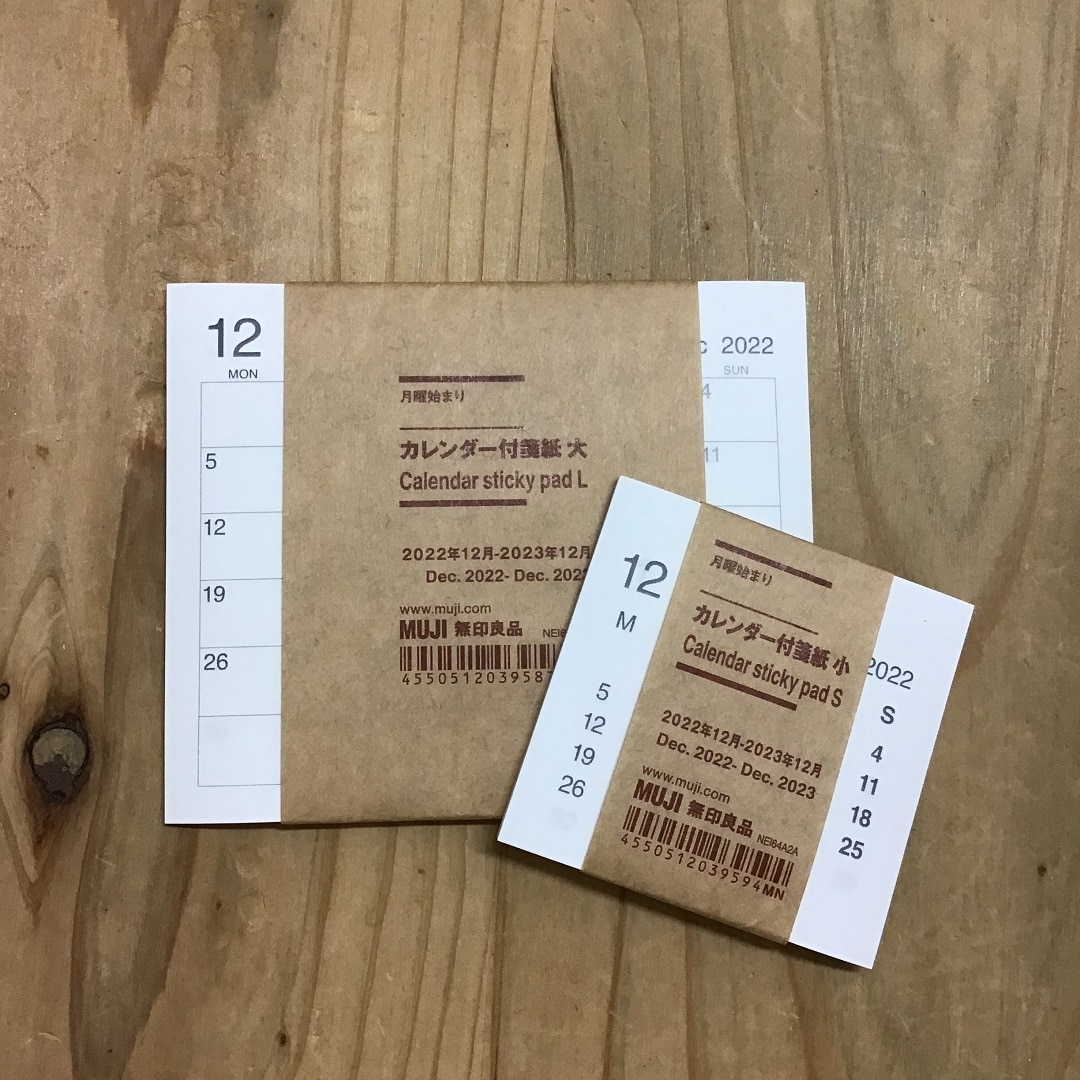 12
MON
5
12
19
26
月曜始まり
カレンダー付箋紙 大
Calendar sticky pad L
2022年12月-2023年12月
Dec. 2022- Dec.
www.muji.com
MUJI 無印良品
2022
SUN
4
11
12
M
5
12
19
26
月曜始まり
カレンダー付箋紙 小
Calendar sticky pad S
2022年12月-2023年12月
Dec. 2022- Dec. 2023
www.muji.com
MUJI 無印良品 NEI64A2A
4550512039594MN
2022
S
4
11
18
25